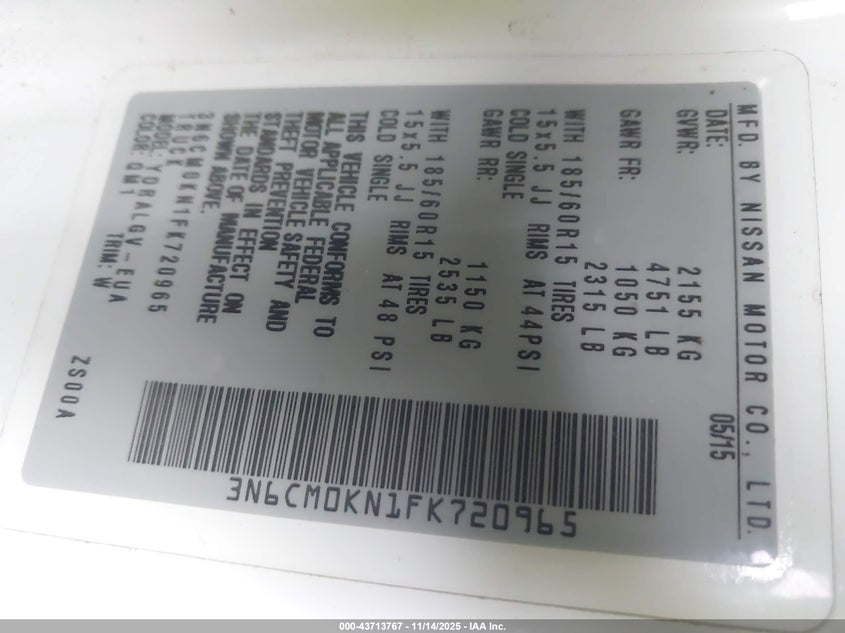 MFD. BY NISSAN MOTOR CO., LTD.
DATE: 05/15
GVWR: 2155 KG
4751 LB
GAWR FR: 1050 KG
2315 LB
WITH 185/60R15 TIRES
15x5.5 JJ RIMS AT 44PSI
COLD SINGLE
GAWR RR: 1150 KG
2535 LB
WITH 185/60R15 TIRES
15x5.5 JJ RIMS AT 48 PSI
COLD SINGLE
THIS VEHICLE CONFORMS TO
ALL APPLICABLE FEDERAL
MOTOR VEHICLE SAFETY AND
THEFT PREVENTION
STANDARDS IN EFFECT ON
THE DATE OF MANUFACTURE
SHOWN ABOVE.
3N6CM0KN1FK720965
TRUCK
MODEL: YDRALGV-EUA
COLOR: QM1 TRIM: W
ZS00A
3N6CM0KN1FK720965
000-43713767 - 11/14/2025 - IAA Inc.